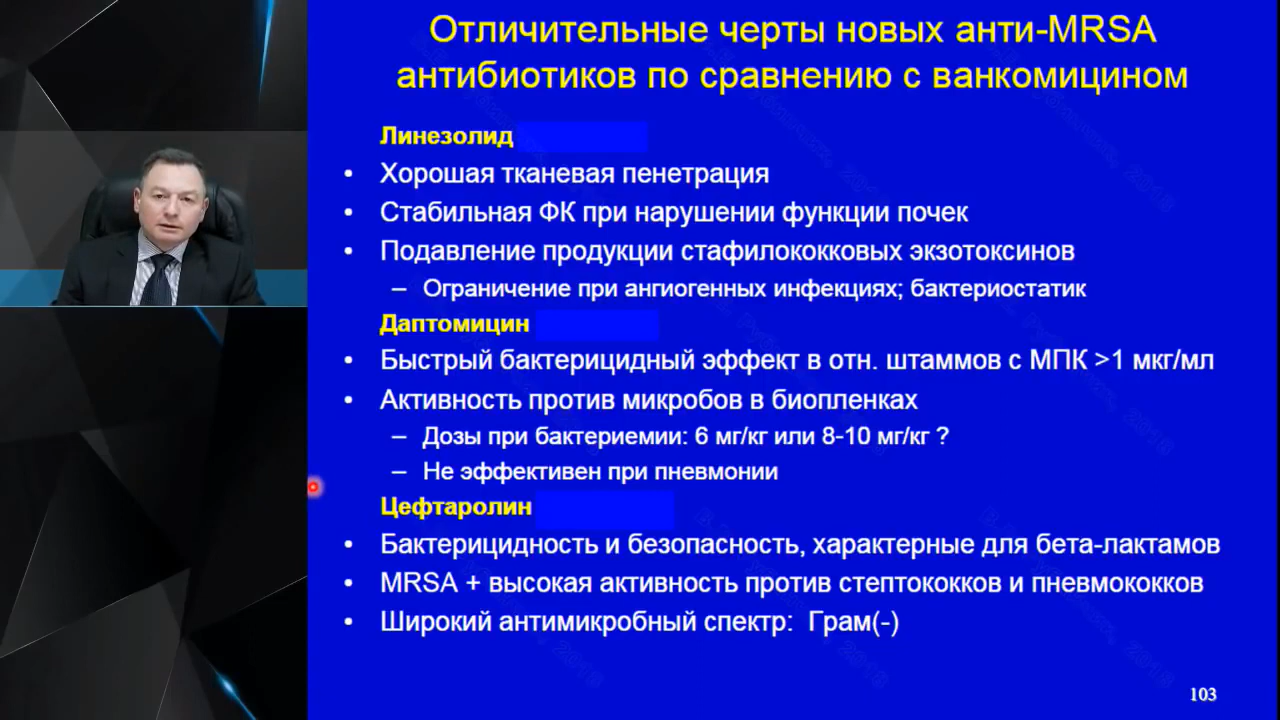 Отличительные черты новых анти-MRSA
антибиотиков по сравнению с ванкомицином
Линезолид
• Хорошая тканевая пенетрация
• Стабильная ФК при нарушении функции почек
• Подавление продукции стафилококковых экзотоксинов
– Ограничение при ангиогенных инфекциях; бактериостатик
Даптомицин
• Быстрый бактерицидный эффект в отн. штаммов с МПК >1 мкг/мл
• Активность против микробов в биопленках
– Дозы при бактериемии: 6 мг/кг или 8-10 мг/кг ?
– Не эффективен при пневмонии
Цефтаролин
• Бактерицидность и безопасность, характерные для бета-лактамов
• MRSA + высокая активность против стептококков и пневмококков
• Широкий антимикробный спектр: Грам(-)
103